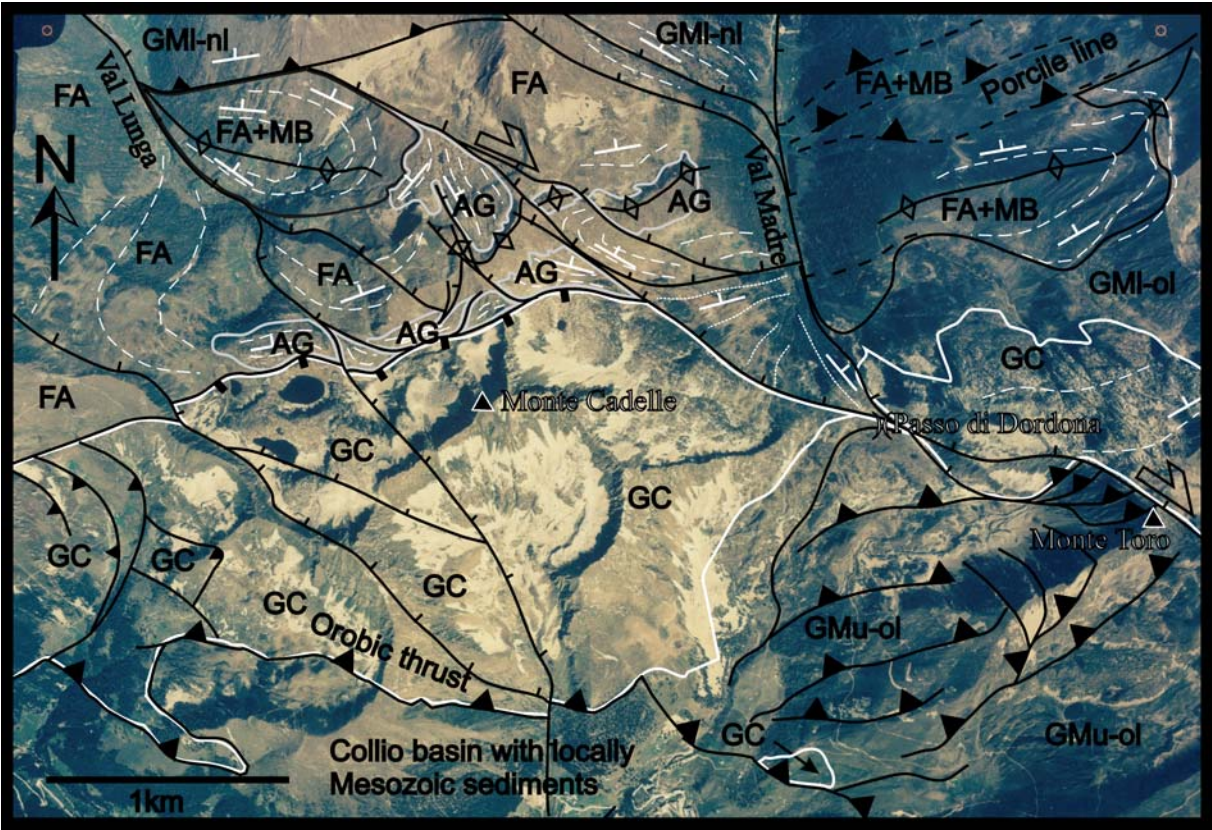 GMl-nl
GMl-nl
FA
Val Lunga
FA
FA+MB
Porcile line
N
FA+MB
AG
AG
Val Madre
FA+MB
FA
FA
AG
GMl-ol
AG
AG
GC
FA
Monte Cadelle
Passo di Dordona
GC
GC
Monte Toro
GC
GC
GC
GC
Orobic thrust
GMu-ol
GC
GMu-ol
Collio basin with locally
Mesozoic sediments
1km